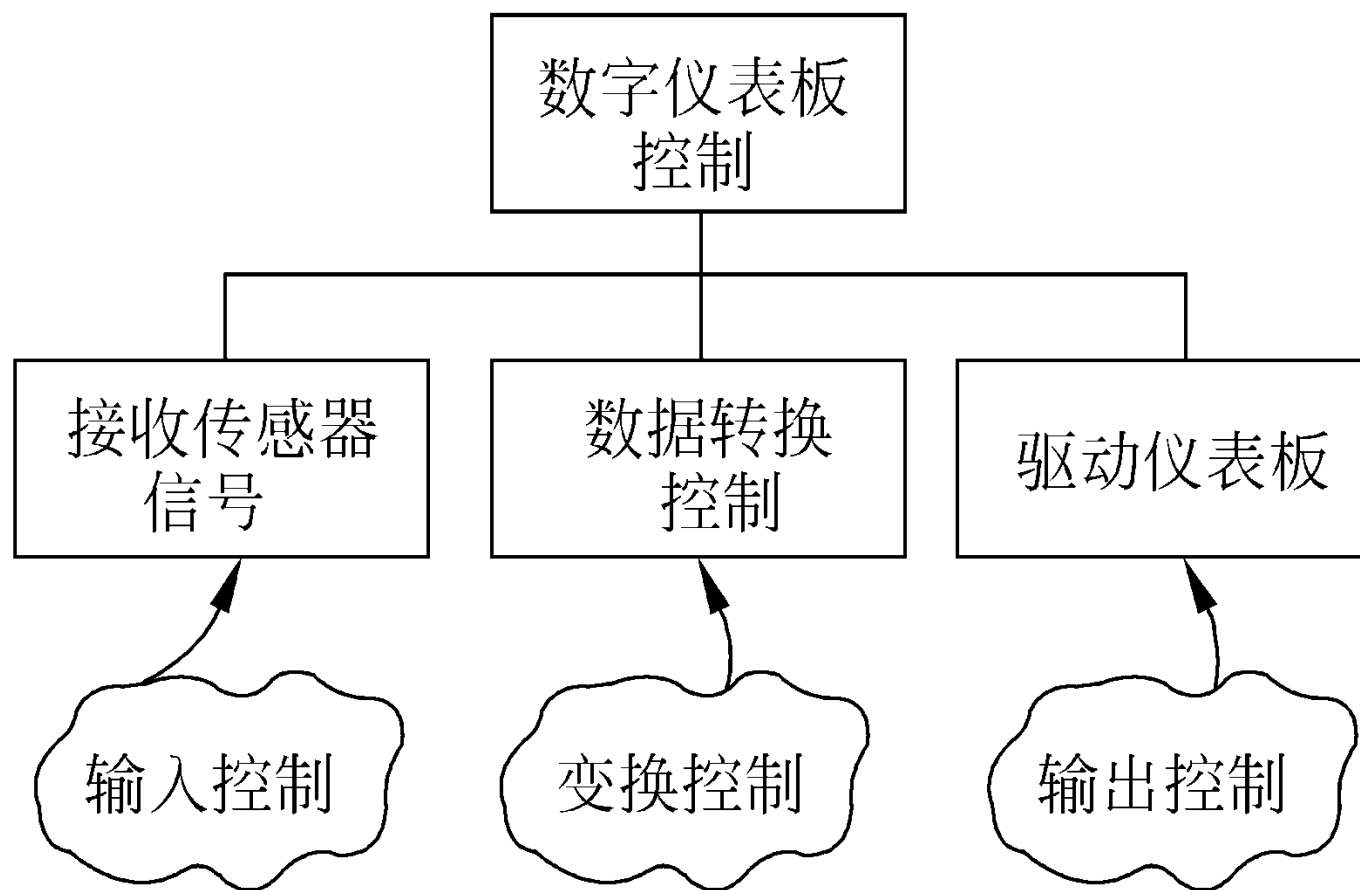 数字仪表板
控制
接收传感器
信号
数据转换
控制
驱动仪表板
输入控制
变换控制
输出控制